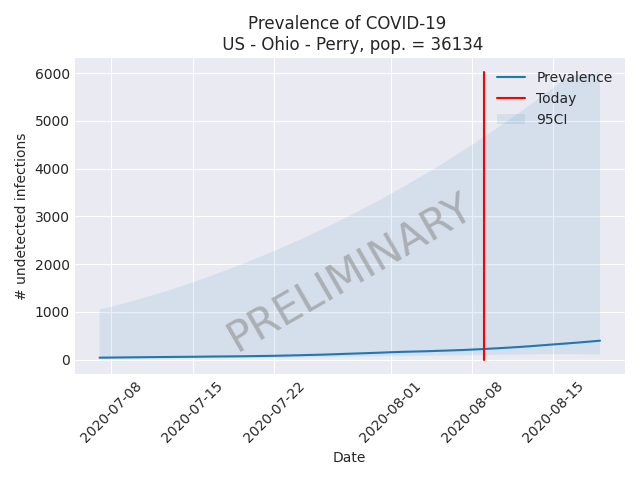 Prevalence of COVID-19
US - Ohio - Perry, pop. = 36134
6000
5000
4000
3000
2000
1000
0
# undetected infections
Prevalence
Today
95CI
PRELIMINARY
2020-07-08
2020-07-15
2020-07-22
2020-08-01
2020-08-08
2020-08-15
Date